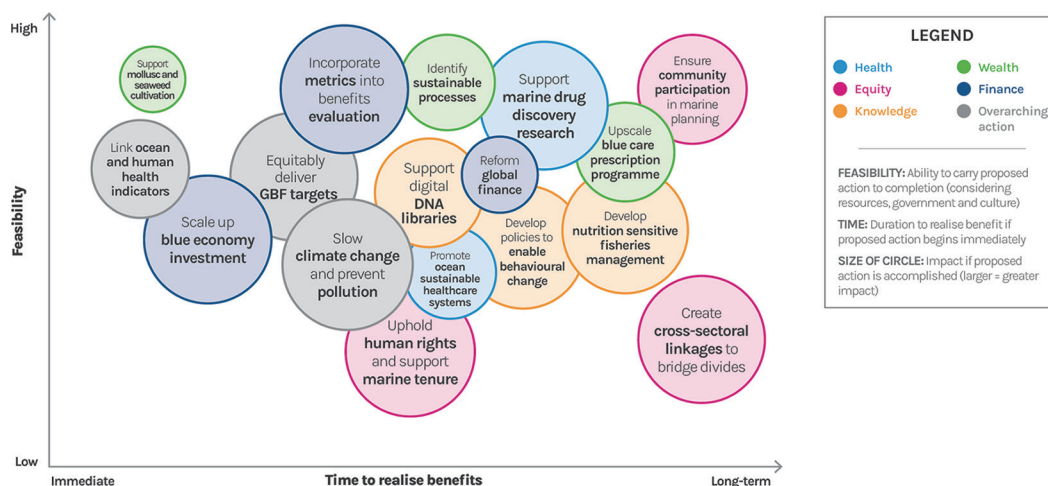 High
Feasibility
Low
Immediate
Time to realise benefits
Long-term
Support
mollusc and
seaweed
cultivation
Link ocean
and human
health
indicators
Scale up
blue economy
investment
Equitably
deliver
GBF targets
Incorporate
metrics into
benefits
evaluation
Slow
climate change
and prevent
pollution
Identify
sustainable
processes
Support
digital
DNA
libraries
Promote
ocean
sustainable
healthcare
systems
Uphold
human rights
and support
marine tenure
Support
marine drug
discovery
research
Reform
global
finance
Develop
policies to
enable
behavioural
change
Upscale
blue care
prescription
programme
Develop
nutrition sensitive
fisheries
management
Ensure
community
participation
in marine
planning
Create
cross-sectoral
linkages to
bridge divides
LEGEND
Health
Equity
Knowledge
Wealth
Finance
Overarching
action
FEASIBILITY: Ability to carry proposed
action to completion (considering
resources, government and culture)
TIME: Duration to realise benefit if
proposed action begins immediately
SIZE OF CIRCLE: Impact if proposed
action is accomplished (larger = greater
impact)